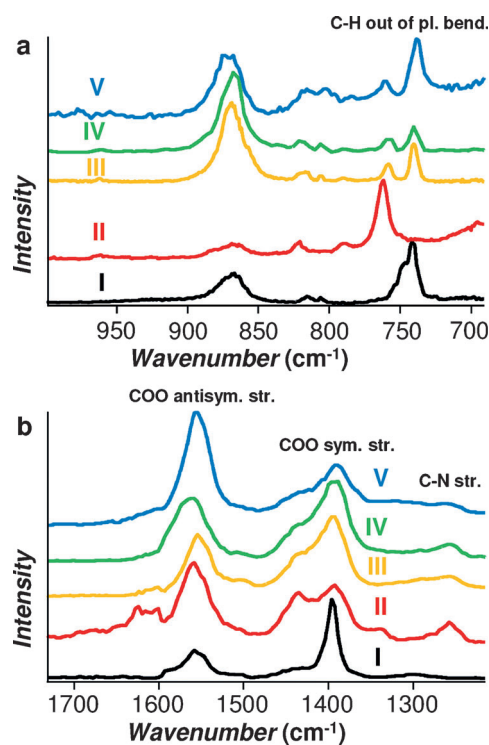 a
C-H out of pl. bend.
V
IV
III
II
I
Intensity
950 900 850 800 750 700
Wavenumber (cm⁻¹)
b
COO antisym. str.
COO sym. str.
C-N str.
V
IV
III
II
I
Intensity
1700 1600 1500 1400 1300
Wavenumber (cm⁻¹)